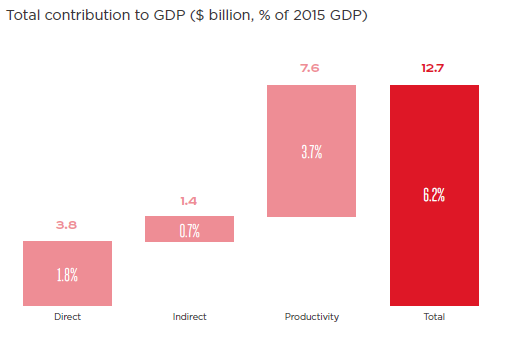 Total contribution to GDP ($ billion, % of 2015 GDP)
7.6
12.7
3.7%
6.2%
1.4
3.8
0.7%
1.8%
Direct
Indirect
Productivity
Total